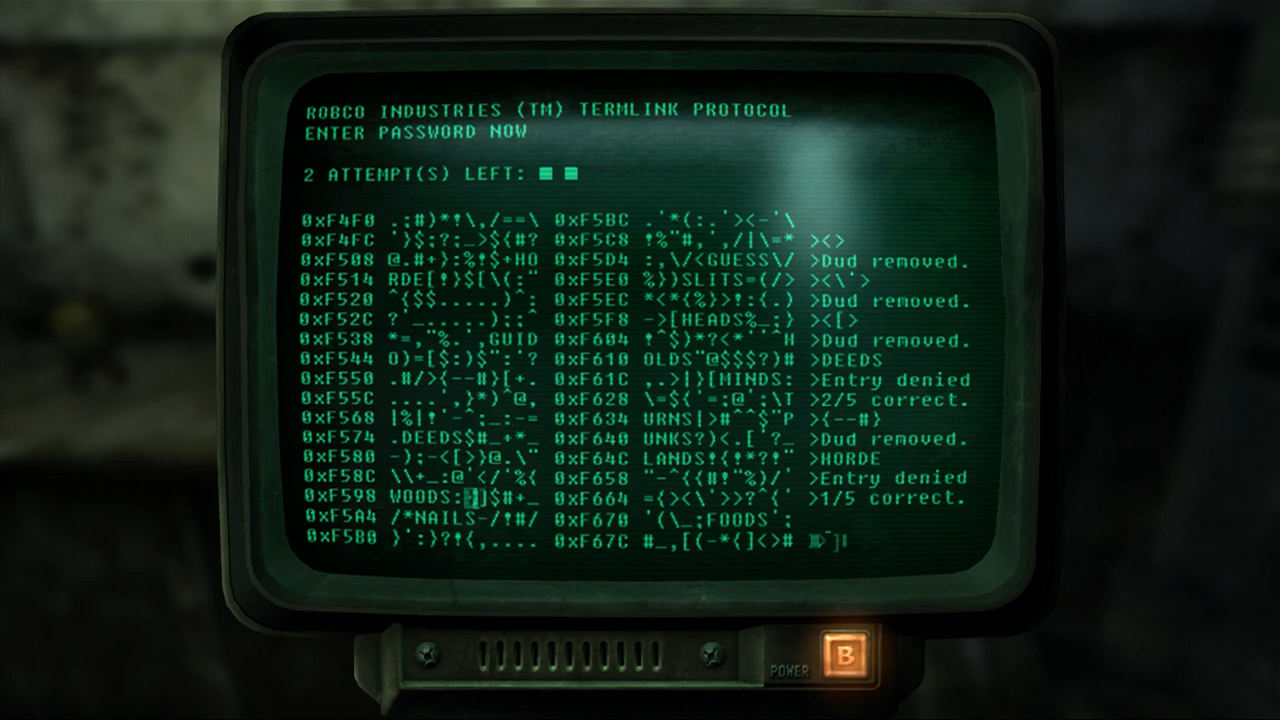 ROBCO INDUSTRIES (TM) TERMLINK PROTOCOL
ENTER PASSWORD NOW
2 ATTEMPT(S) LEFT:
0xF4F0 .:#)*!\,/==\ 0xF5BC .'*(:.'><-'\
0xF4FC '}$:?:_>${#? 0xF5C8 !%"#,',/|\=* ><>
0xF508 @.#+}:%!$+HO 0xF5D4 :,\/<GUESS\/ >Dud removed.
0xF514 RDE[!}$[\(:" 0xF5E0 %})SLITS=(/> ><\'>
0xF520 ^{$$.....)^: 0xF5EC *<*{%}>!:{.) >Dud removed.
0xF52C ?'_.....);:^ 0xF5F8 ->[HEADS%_;} ><[>
0xF538 *=,"%.',GUID 0xF604 !^$)*?<*''^H >Dud removed.
0xF544 O)=[$:)$":'? 0xF610 OLDS"@$$$?)# >DEEDS
0xF550 .#/>{--#}[+. 0xF61C ,.>|}[MINDS: >Entry denied
0xF55C ....',}*)^@, 0xF628 \=${'=;@':\T >2/5 correct.
0xF568 |%|!'-^;_:-= 0xF634 URNS|>#^^$"P >{--#}
0xF574 .DEEDS$#_+*_ 0xF640 UNKS?)<.['?_ >Dud removed.
0xF580 -);-<[>}@.\" 0xF64C LANDS!{!*?!" >HORDE
0xF58C \\+_:@'</'%{ 0xF658 "-^{{#!"%)/' >Entry denied
0xF598 WOODS: ]$#+_ 0xF664 ={><\'>>?^{' >1/5 correct.
0xF5A4 /*NAILS-/!#/ 0xF670 '(\_;FOODS';
0xF5B0 }':}?!{,.... 0xF67C #_,[(-*{]<>#
POWER
B